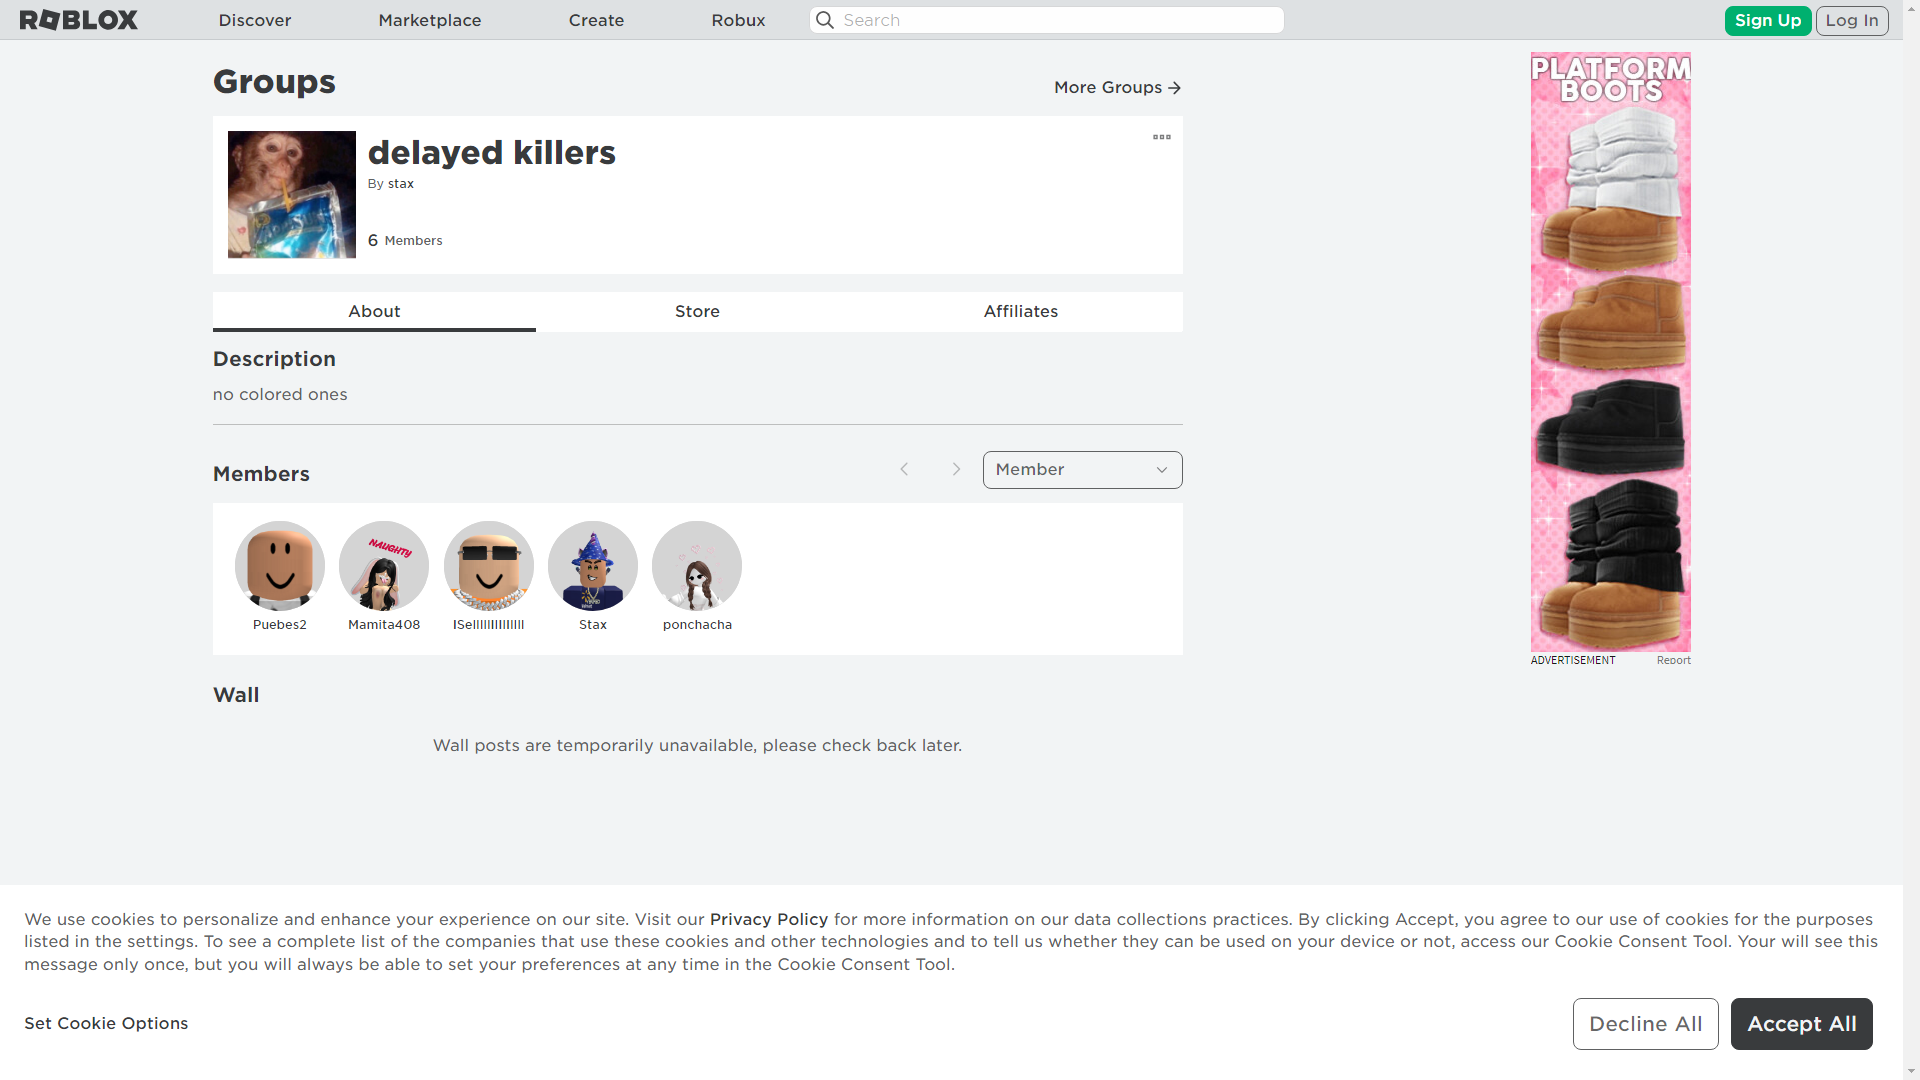 ROBLOX
Discover
Marketplace
Create
Robux
Search
Sign Up
Log In
Groups
More Groups
delayed killers
By stax
6 Members
About
Store
Affiliates
Description
no colored ones
Members
Member
NAUGHTY
Puebes2
Mamita408
Stax
ponchacha
Wall
Wall posts are temporarily unavailable, please check back later.
PLATFORM
BOOTS
ADVERTISEMENT
Report
We use cookies to personalize and enhance your experience on our site. Visit our Privacy Policy for more information on our data collections practices. By clicking Accept, you agree to our use of cookies for the purposes
listed in the settings. To see a complete list of the companies that use these cookies and other technologies and to tell us whether they can be used on your device or not, access our Cookie Consent Tool. Your will see this
message only once, but you will always be able to set your preferences at any time in the Cookie Consent Tool.
Set Cookie Options
Decline All
Accept All